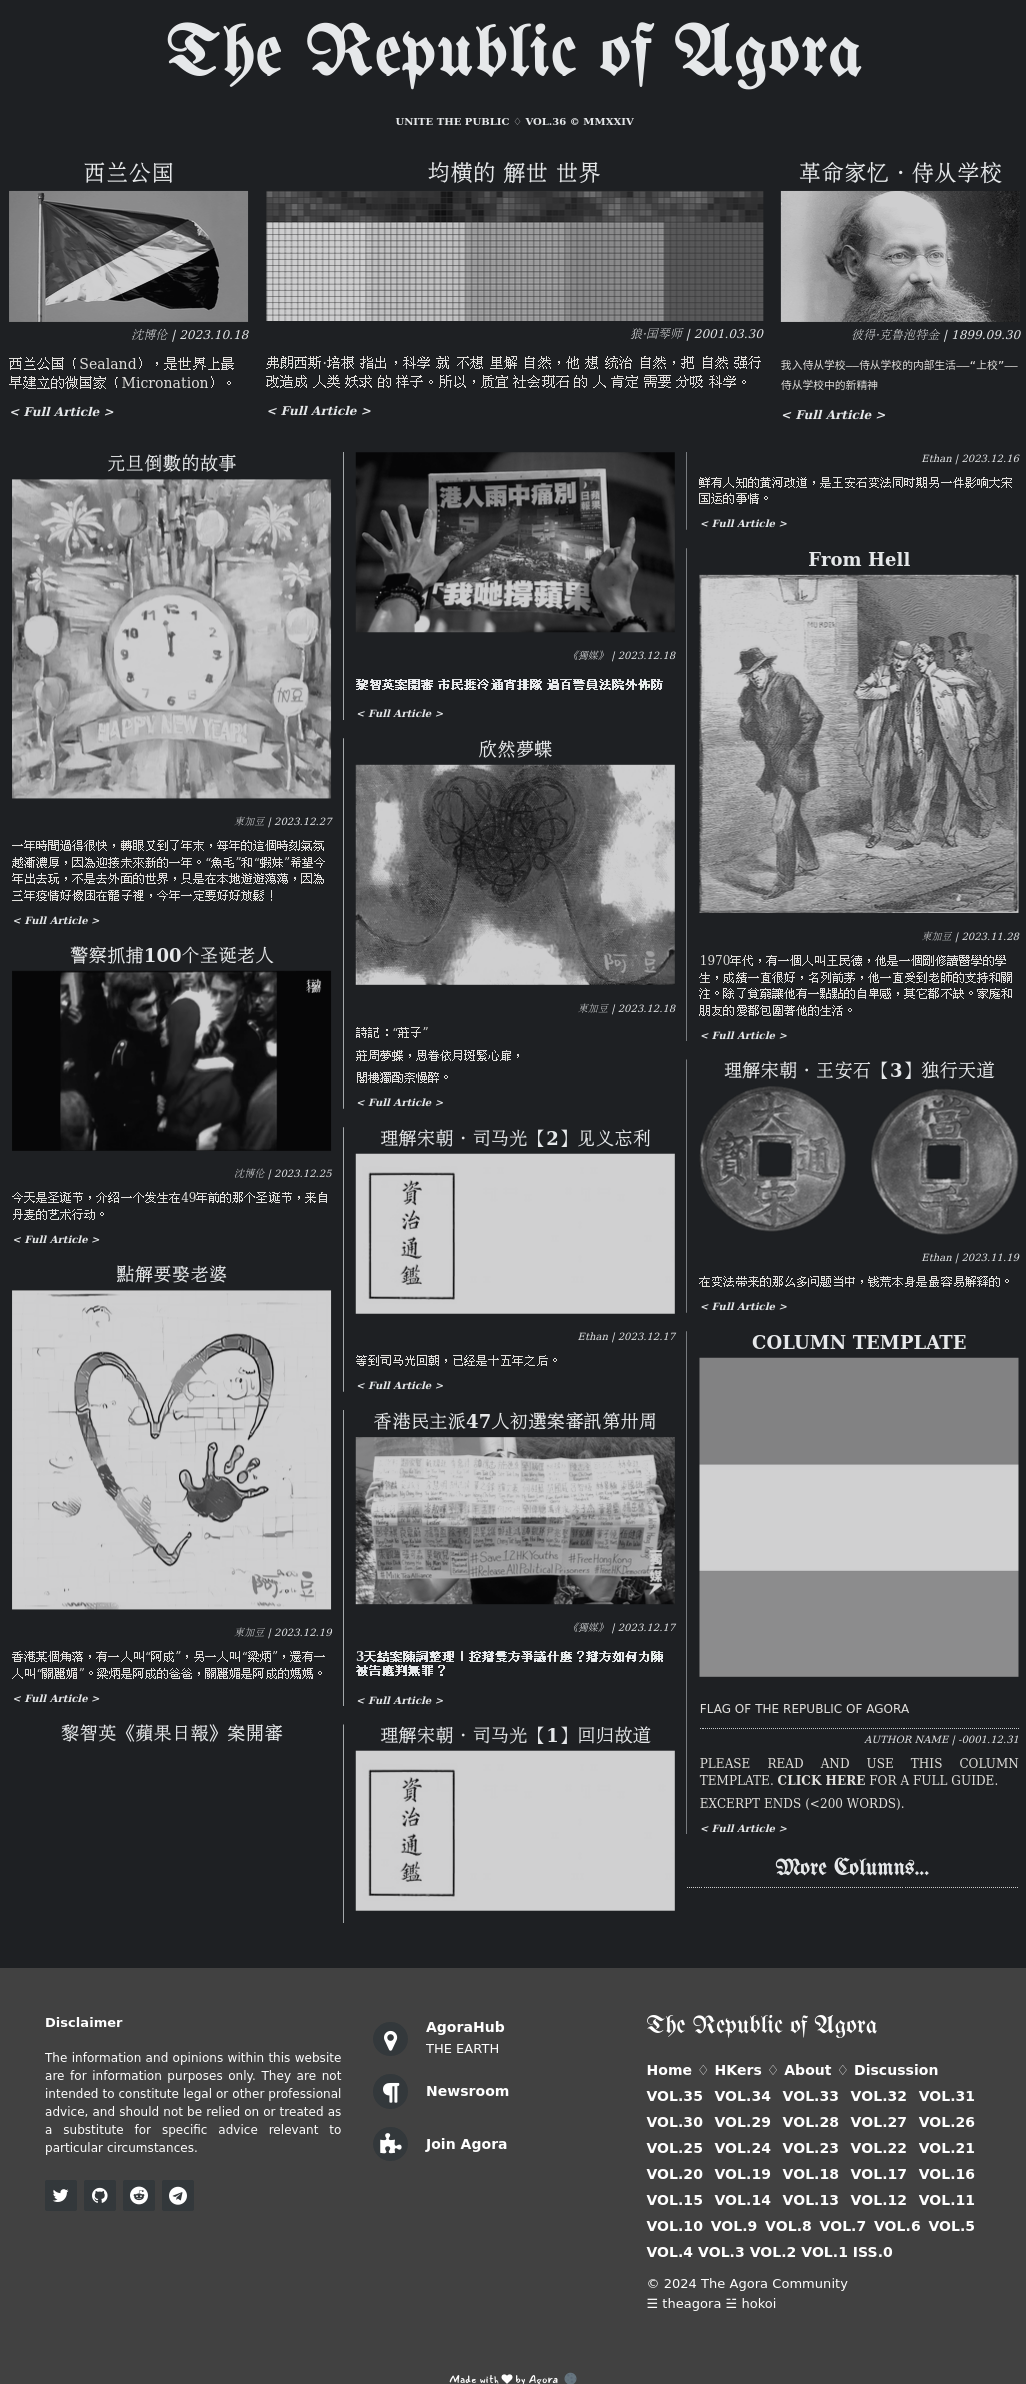 The Republic of Agora
UNITE THE PUBLIC ♢ VOL.36 © MMXXIV
西兰公国
沈博伦 | 2023.10.18
西兰公国（Sealand），是世界上最
早建立的微国家（Micronation）。
< Full Article >
均横的 解世 世界
狼·国琴师 | 2001.03.30
弗朗西斯·培根 指出，科学 就 不想 里解 自然，他 想 统治 自然，把 自然 强行
改造成 人类 妖求 的 样子。所以，质宜 社会现石 的 人 肯定 需要 分吸 科学。
< Full Article >
革命家忆・侍从学校
彼得·克鲁泡特金 | 1899.09.30
我入侍从学校——侍从学校的内部生活——“上校”——
侍从学校中的新精神
< Full Article >
元旦倒數的故事
加豆
HAPPY NEW YEAR!
東加豆 | 2023.12.27
一年時間過得很快，轉眼又到了年末，每年的這個時刻氣氛
越漸濃厚，因為迎接未來新的一年。“魚毛”和“蝦妹”希望今
年出去玩，不是去外面的世界，只是在本地遊遊蕩蕩，因為
三年疫情好像困在籠子裡，今年一定要好好放鬆！
< Full Article >
警察抓捕100个圣诞老人
沈博伦 | 2023.12.25
今天是圣诞节，介绍一个发生在49年前的那个圣诞节，来自
丹麦的艺术行动。
< Full Article >
點解要娶老婆
東加豆 | 2023.12.19
香港某個角落，有一人叫“阿成”，另一人叫“梁炳”，還有一
人叫“關麗媚”。梁炳是阿成的爸爸，關麗媚是阿成的媽媽。
< Full Article >
黎智英《蘋果日報》案開審
港人雨中痛別
「我哋撐蘋果
《獨媒》 | 2023.12.18
黎智英案開審 市民捱冷通宵排隊 過百警員法院外佈防
< Full Article >
欣然夢蝶
東加豆 | 2023.12.18
詩記：“莊子”
莊周夢蝶，思眷依月斑緊心扉，
閣樓獨酌奈慢醉。
< Full Article >
理解宋朝・司马光【2】见义忘利
資治通鑑
Ethan | 2023.12.17
等到司马光回朝，已经是十五年之后。
< Full Article >
香港民主派47人初選案審訊第卅周
#Save12HKYouths
#FreeHongKong
#ReleaseAllPoliticalPrisoners
《獨媒》 | 2023.12.17
3天結案陳詞整理｜控辯雙方爭議什麼？辯方如何力陳
被告應判無罪？
< Full Article >
理解宋朝・司马光【1】回归故道
資治通鑑
Ethan | 2023.12.16
鲜有人知的黄河改道，是王安石变法同时期另一件影响大宋
国运的事情。
< Full Article >
From Hell
東加豆 | 2023.11.28
1970年代，有一個人叫王民德，他是一個剛修讀醫學的學
生，成績一直很好，名列前茅，他一直受到老師的支持和關
注。除了貧窮讓他有一點點的自卑感，其它都不缺。家庭和
朋友的愛都包圍著他的生活。
< Full Article >
理解宋朝・王安石【3】独行天道
Ethan | 2023.11.19
在变法带来的那么多问题当中，钱荒本身是最容易解释的。
< Full Article >
COLUMN TEMPLATE
FLAG OF THE REPUBLIC OF AGORA
AUTHOR NAME | -0001.12.31
PLEASE READ AND USE THIS COLUMN
TEMPLATE. CLICK HERE FOR A FULL GUIDE.
EXCERPT ENDS (<200 WORDS).
< Full Article >
More Columns...
Disclaimer
The information and opinions within this website
are for information purposes only. They are not
intended to constitute legal or other professional
advice, and should not be relied on or treated as
a substitute for specific advice relevant to
particular circumstances.
AgoraHub
THE EARTH
Newsroom
Join Agora
The Republic of Agora
Home ♢ HKers ♢ About ♢ Discussion
VOL.35 VOL.34 VOL.33 VOL.32 VOL.31
VOL.30 VOL.29 VOL.28 VOL.27 VOL.26
VOL.25 VOL.24 VOL.23 VOL.22 VOL.21
VOL.20 VOL.19 VOL.18 VOL.17 VOL.16
VOL.15 VOL.14 VOL.13 VOL.12 VOL.11
VOL.10 VOL.9 VOL.8 VOL.7 VOL.6 VOL.5
VOL.4 VOL.3 VOL.2 VOL.1 ISS.0
© 2024 The Agora Community
☰ theagora ☱ hokoi
Made with ♥ by Agora